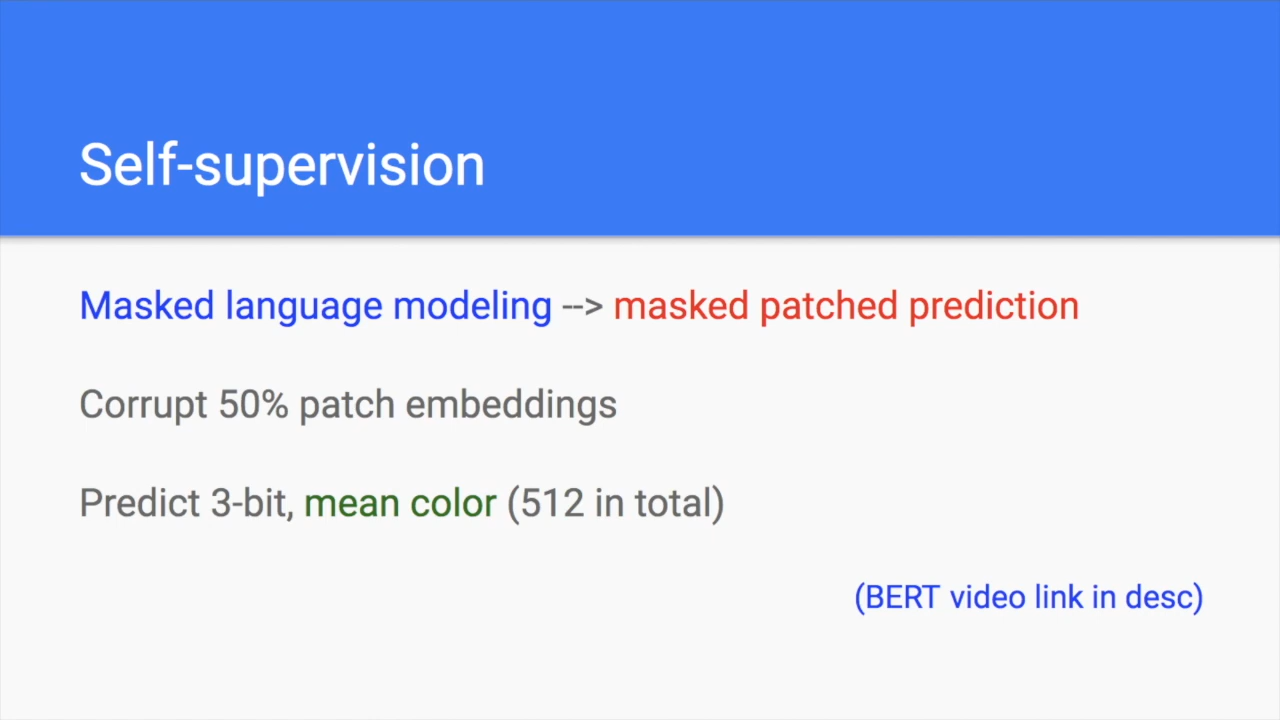 Self-supervision
Masked language modeling --> masked patched prediction
Corrupt 50% patch embeddings
Predict 3-bit, mean color (512 in total)
(BERT video link in desc)